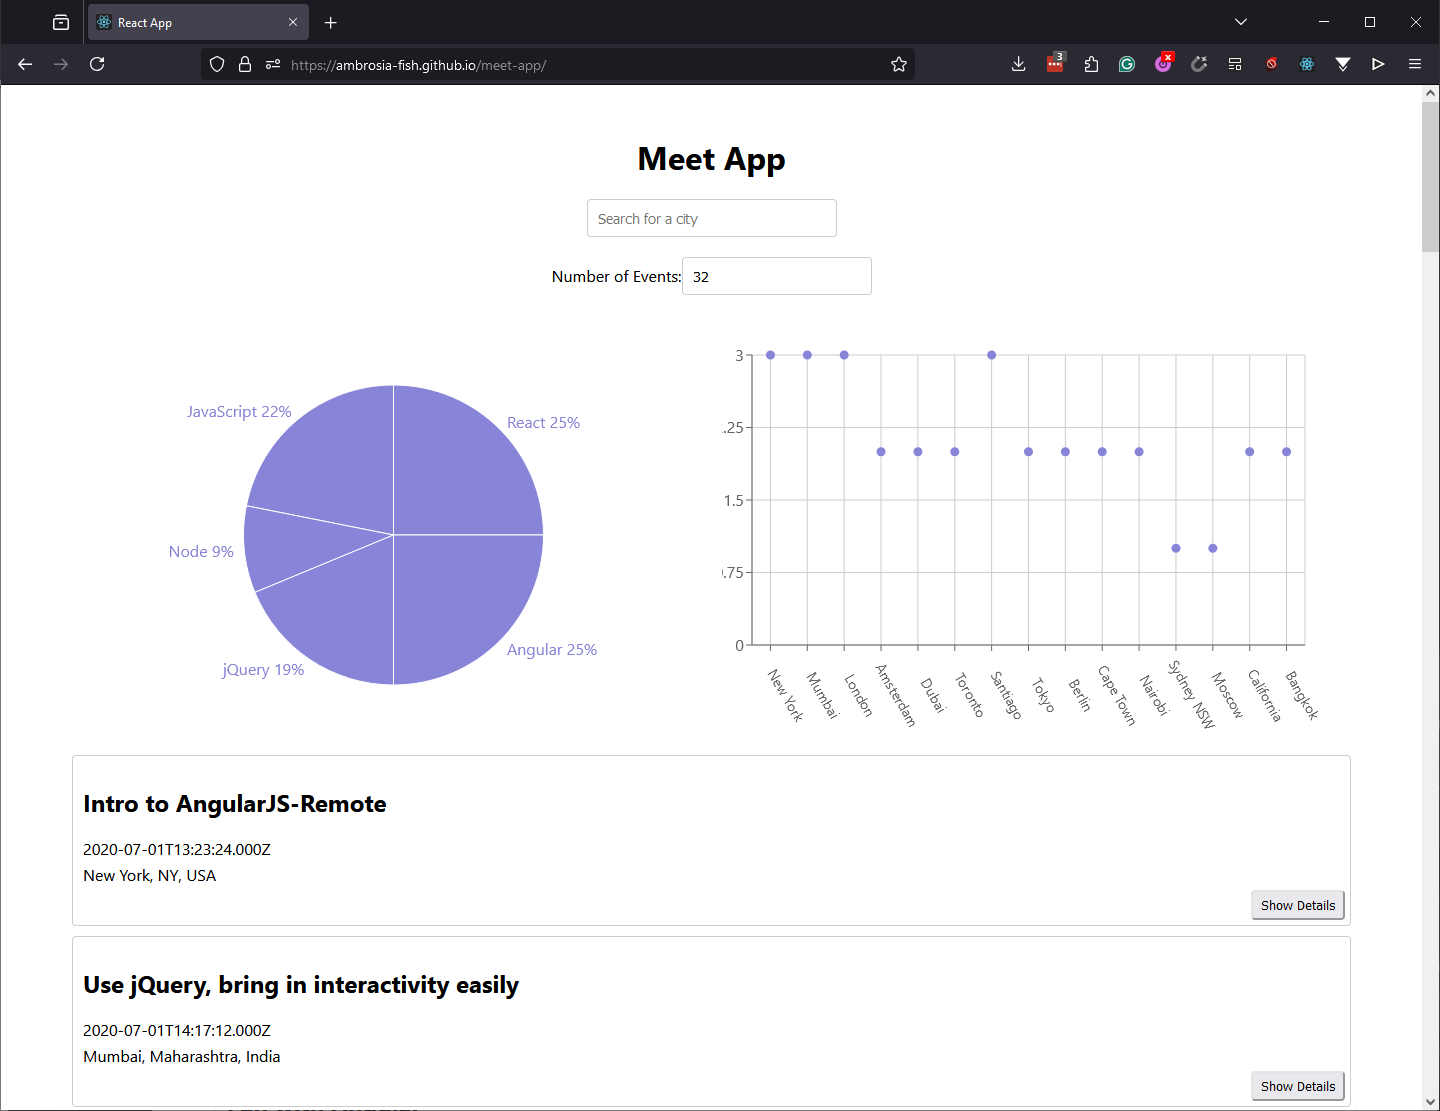 React App
https://ambrosia-fish.github.io/meet-app/
3
x
Meet App
Search for a city
Number of Events: 32
JavaScript 22%
React 25%
Node 9%
jQuery 19%
Angular 25%
3
.25
1.5
.75
0
New York
Mumbai
London
Amsterdam
Dubai
Toronto
Santiago
Tokyo
Berlin
Cape Town
Nairobi
Sydney NSW
Moscow
California
Bangkok
Intro to AngularJS-Remote
2020-07-01T13:23:24.000Z
New York, NY, USA
Show Details
Use jQuery, bring in interactivity easily
2020-07-01T14:17:12.000Z
Mumbai, Maharashtra, India
Show Details